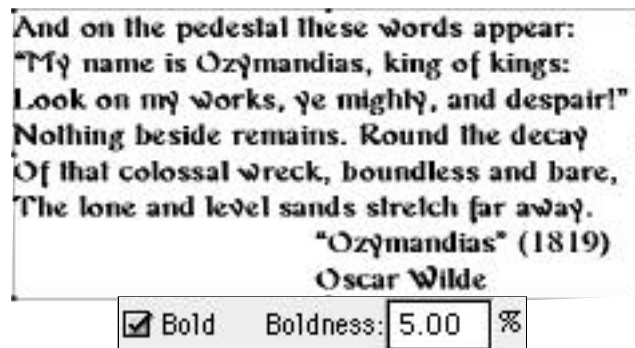 And on the pedestal these words appear:
“My name is Ozymandias, king of kings:
Look on my works, ye mighty, and despair!”
Nothing beside remains. Round the decay
Of that colossal wreck, boundless and bare,
The lone and level sands stretch far away.
“Ozymandias” (1819)
Oscar Wilde
Bold Boldness: 5.00 %